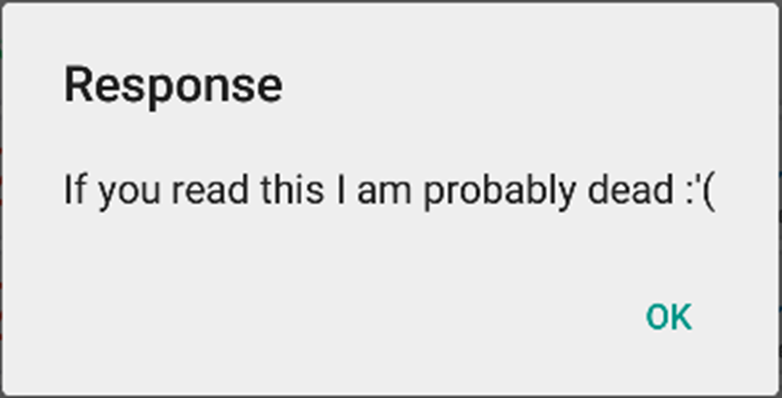 Response
If you read this I am probably dead :'(
OK